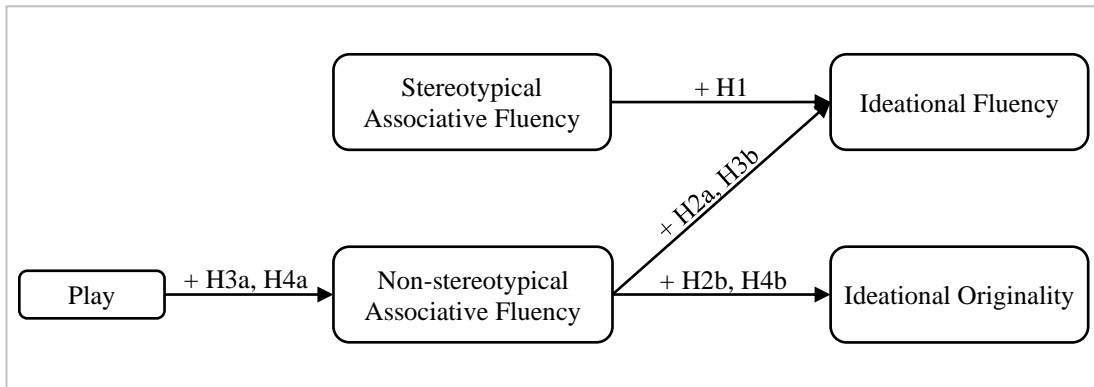 Stereotypical
Associative Fluency
+ H1
Ideational Fluency
+ H2a, H3b
Play
+ H3a, H4a
Non-stereotypical
Associative Fluency
+ H2b, H4b
Ideational Originality